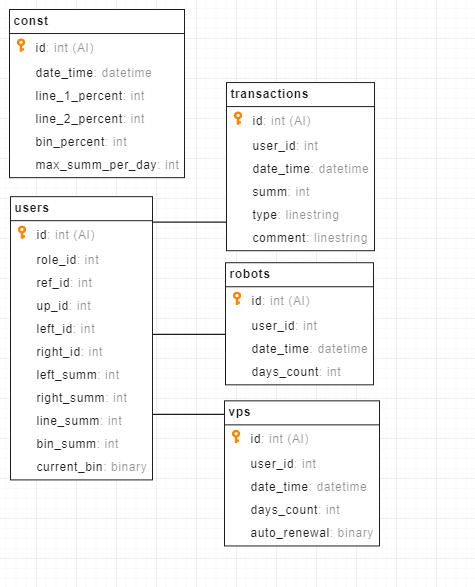 const
id: int (AI)
date_time: datetime
line_1_percent: int
line_2_percent: int
bin_percent: int
max_summ_per_day: int
users
id: int (AI)
role_id: int
ref_id: int
up_id: int
left_id: int
right_id: int
left_summ: int
right_summ: int
line_summ: int
bin_summ: int
current_bin: binary
transactions
id: int (AI)
user_id: int
date_time: datetime
summ: int
type: linestring
comment: linestring
robots
id: int (AI)
user_id: int
date_time: datetime
days_count: int
vps
id: int (AI)
user_id: int
date_time: datetime
days_count: int
auto_renewal: binary